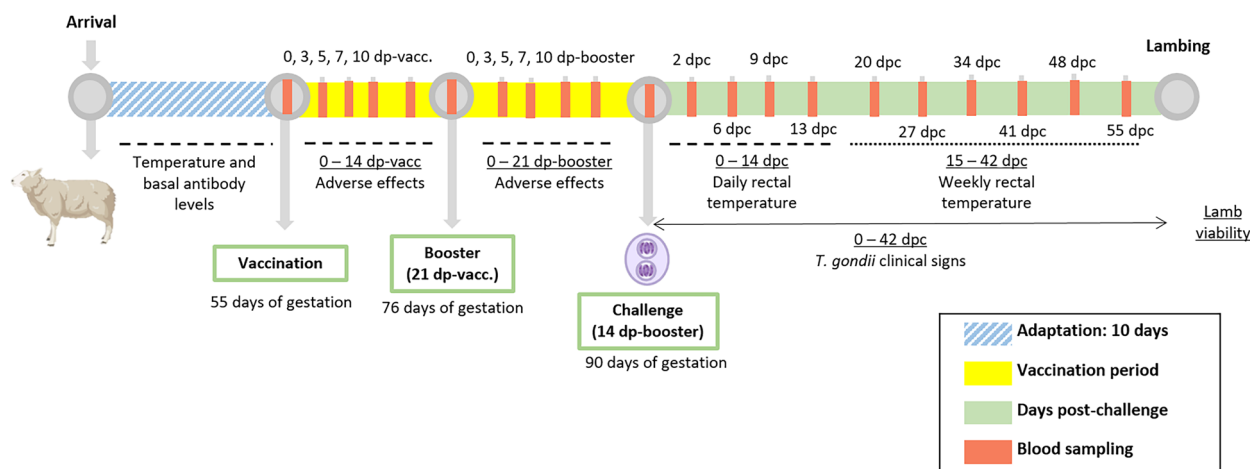 Arrival
0, 3, 5, 7, 10 dp-vacc.
0, 3, 5, 7, 10 dp-booster
2 dpc
9 dpc
20 dpc
34 dpc
48 dpc
Lambing
6 dpc
13 dpc
27 dpc
41 dpc
55 dpc
Temperature and
basal antibody
levels
0 – 14 dp-vacc
Adverse effects
0 – 21 dp-booster
Adverse effects
0 – 14 dpc
Daily rectal
temperature
15 – 42 dpc
Weekly rectal
temperature
Lamb
viability
0 – 42 dpc
T. gondii clinical signs
Vaccination
55 days of gestation
Booster
(21 dp-vacc.)
76 days of gestation
Challenge
(14 dp-booster)
90 days of gestation
Adaptation: 10 days
Vaccination period
Days post-challenge
Blood sampling